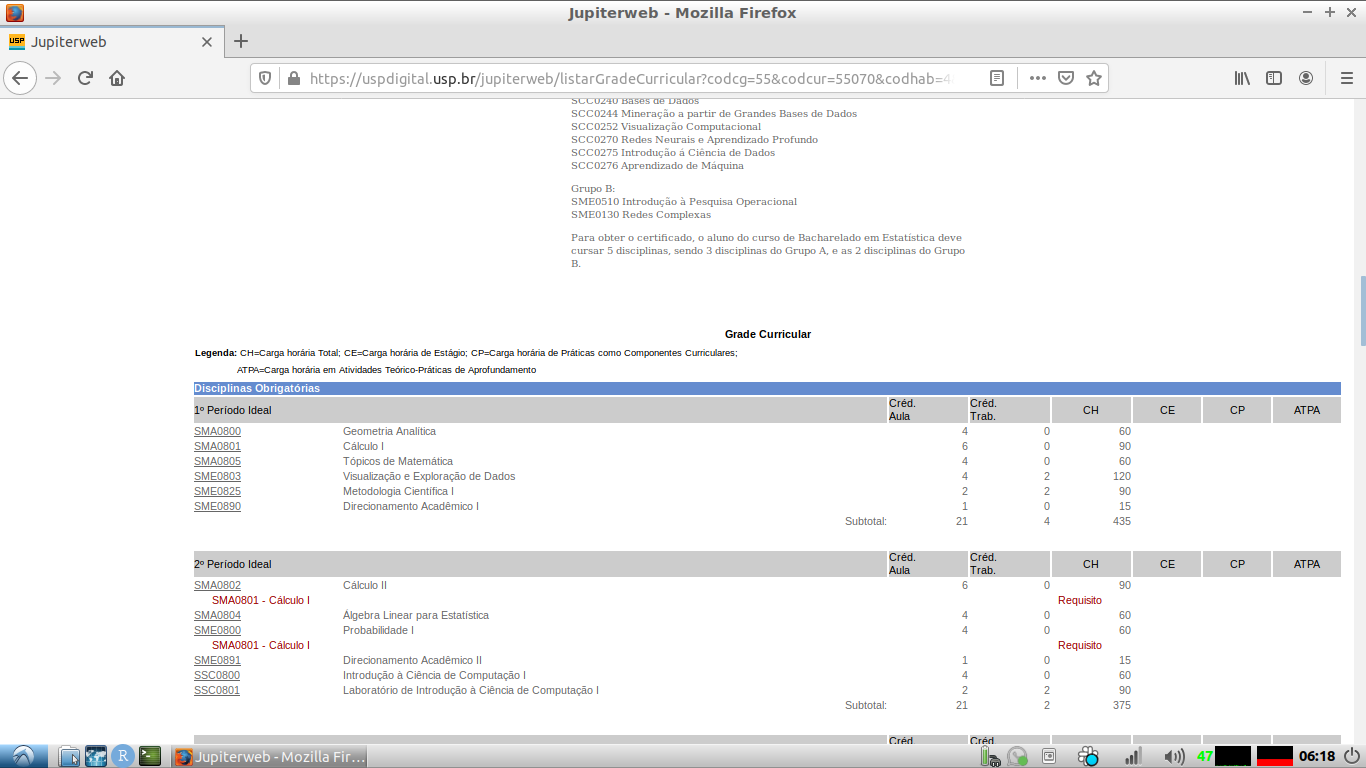 Jupiterweb - Mozilla Firefox
USP Jupiterweb
https://uspdigital.usp.br/jupiterweb/listarGradeCurricular?codcg=55&codcur=55070&codhab=4
SCC0240 Bases de Dados
SCC0244 Mineração a partir de Grandes Bases de Dados
SCC0252 Visualização Computacional
SCC0270 Redes Neurais e Aprendizado Profundo
SCC0275 Introdução á Ciência de Dados
SCC0276 Aprendizado de Máquina
Grupo B:
SME0510 Introdução à Pesquisa Operacional
SME0130 Redes Complexas
Para obter o certificado, o aluno do curso de Bacharelado em Estatística deve
cursar 5 disciplinas, sendo 3 disciplinas do Grupo A, e as 2 disciplinas do Grupo
B.
Grade Curricular
Legenda: CH=Carga horária Total; CE=Carga horária de Estágio; CP=Carga horária de Práticas como Componentes Curriculares;
ATPA=Carga horária em Atividades Teórico-Práticas de Aprofundamento
Disciplinas Obrigatórias
1º Período Ideal Créd. Aula Créd. Trab. CH CE CP ATPA
SMA0800 Geometria Analítica 4 0 60
SMA0801 Cálculo I 6 0 90
SMA0805 Tópicos de Matemática 4 0 60
SME0803 Visualização e Exploração de Dados 4 2 120
SME0825 Metodologia Científica I 2 2 90
SME0890 Direcionamento Acadêmico I 1 0 15
Subtotal: 21 4 435
2º Período Ideal Créd. Aula Créd. Trab. CH CE CP ATPA
SMA0802 Cálculo II 6 0 90
SMA0801 - Cálculo I Requisito
SMA0804 Álgebra Linear para Estatística 4 0 60
SME0800 Probabilidade I 4 0 60
SMA0801 - Cálculo I Requisito
SME0891 Direcionamento Acadêmico II 1 0 15
SSC0800 Introdução à Ciência de Computação I 4 0 60
SSC0801 Laboratório de Introdução à Ciência de Computação I 2 2 90
Subtotal: 21 2 375
Créd. Créd.
R Jupiterweb - Mozilla Fir... 47 06:18